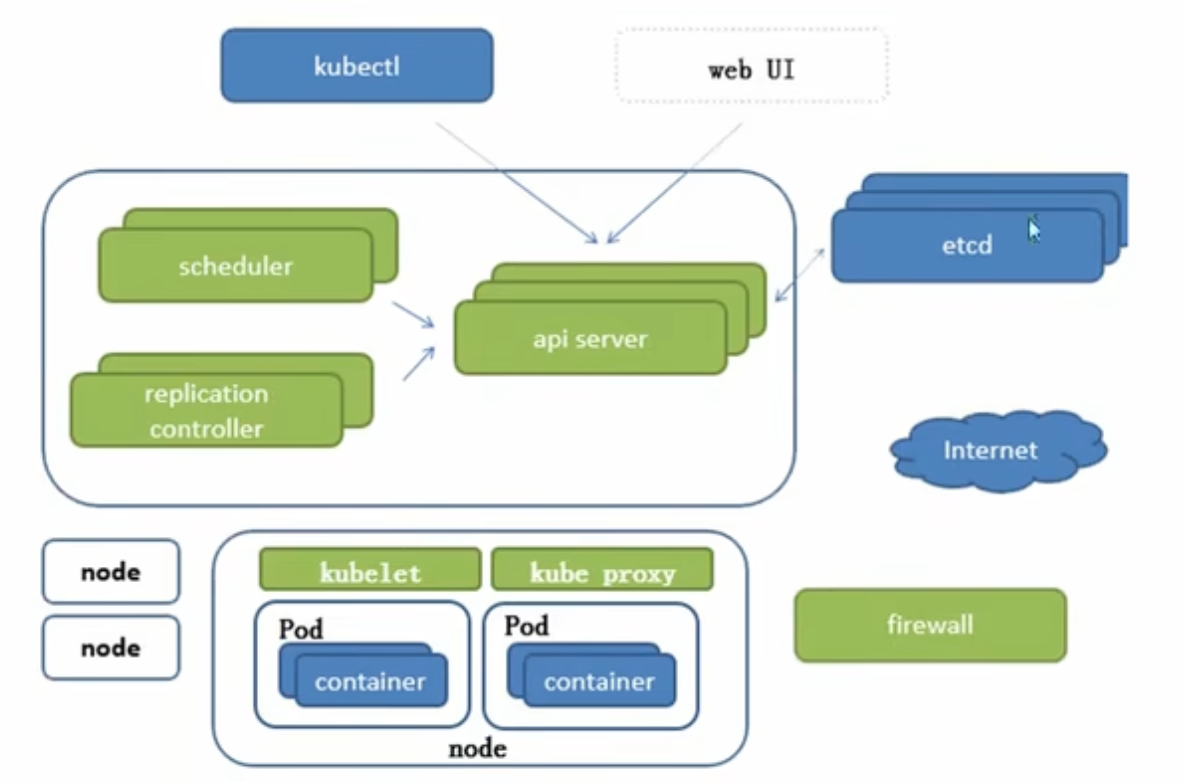 kubectl
web UI
scheduler
etcd
api server
replication
controller
Internet
node
kubelet
kube proxy
node
Pod
Pod
container
container
node
firewall